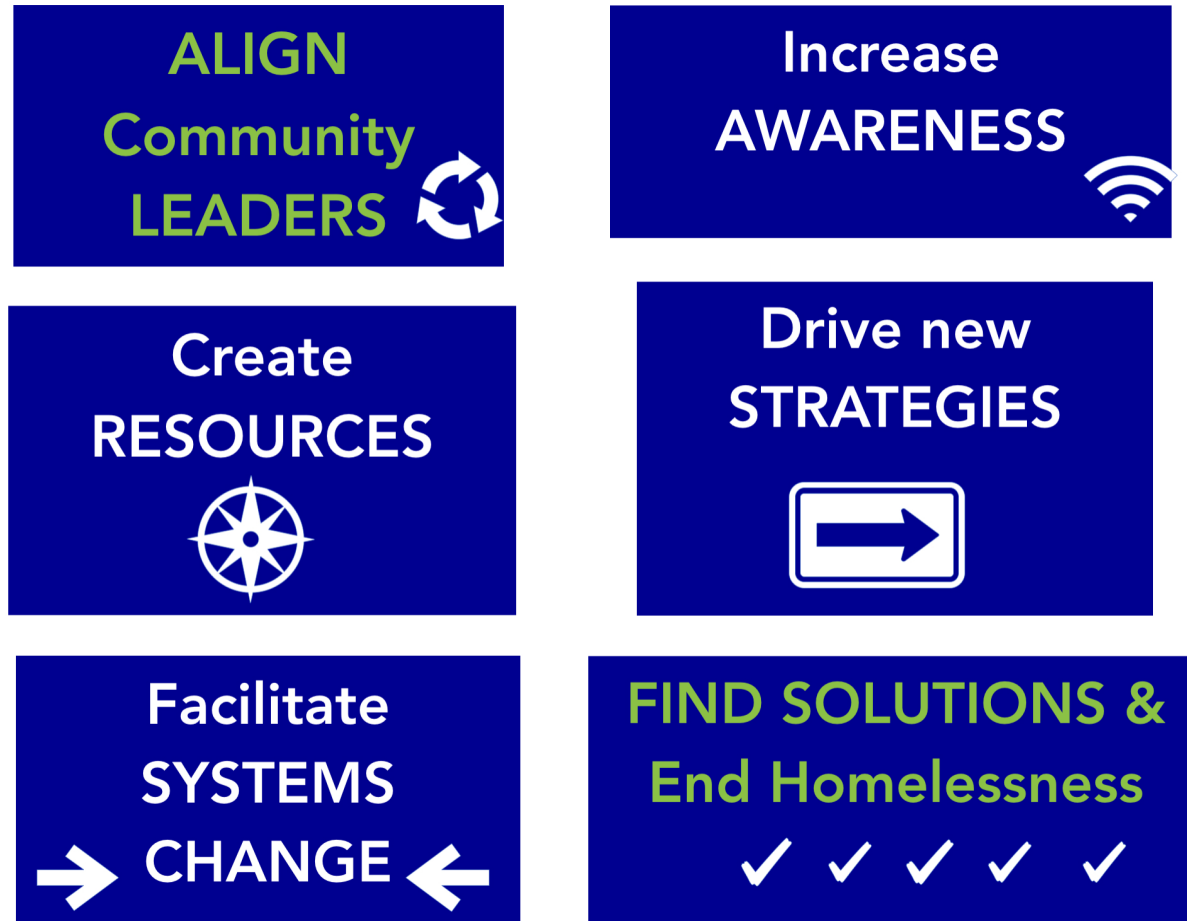 ALIGN
Community
LEADERS
Increase
AWARENESS
Create
RESOURCES
Drive new
STRATEGIES
Facilitate
SYSTEMS
CHANGE
FIND SOLUTIONS &
End Homelessness